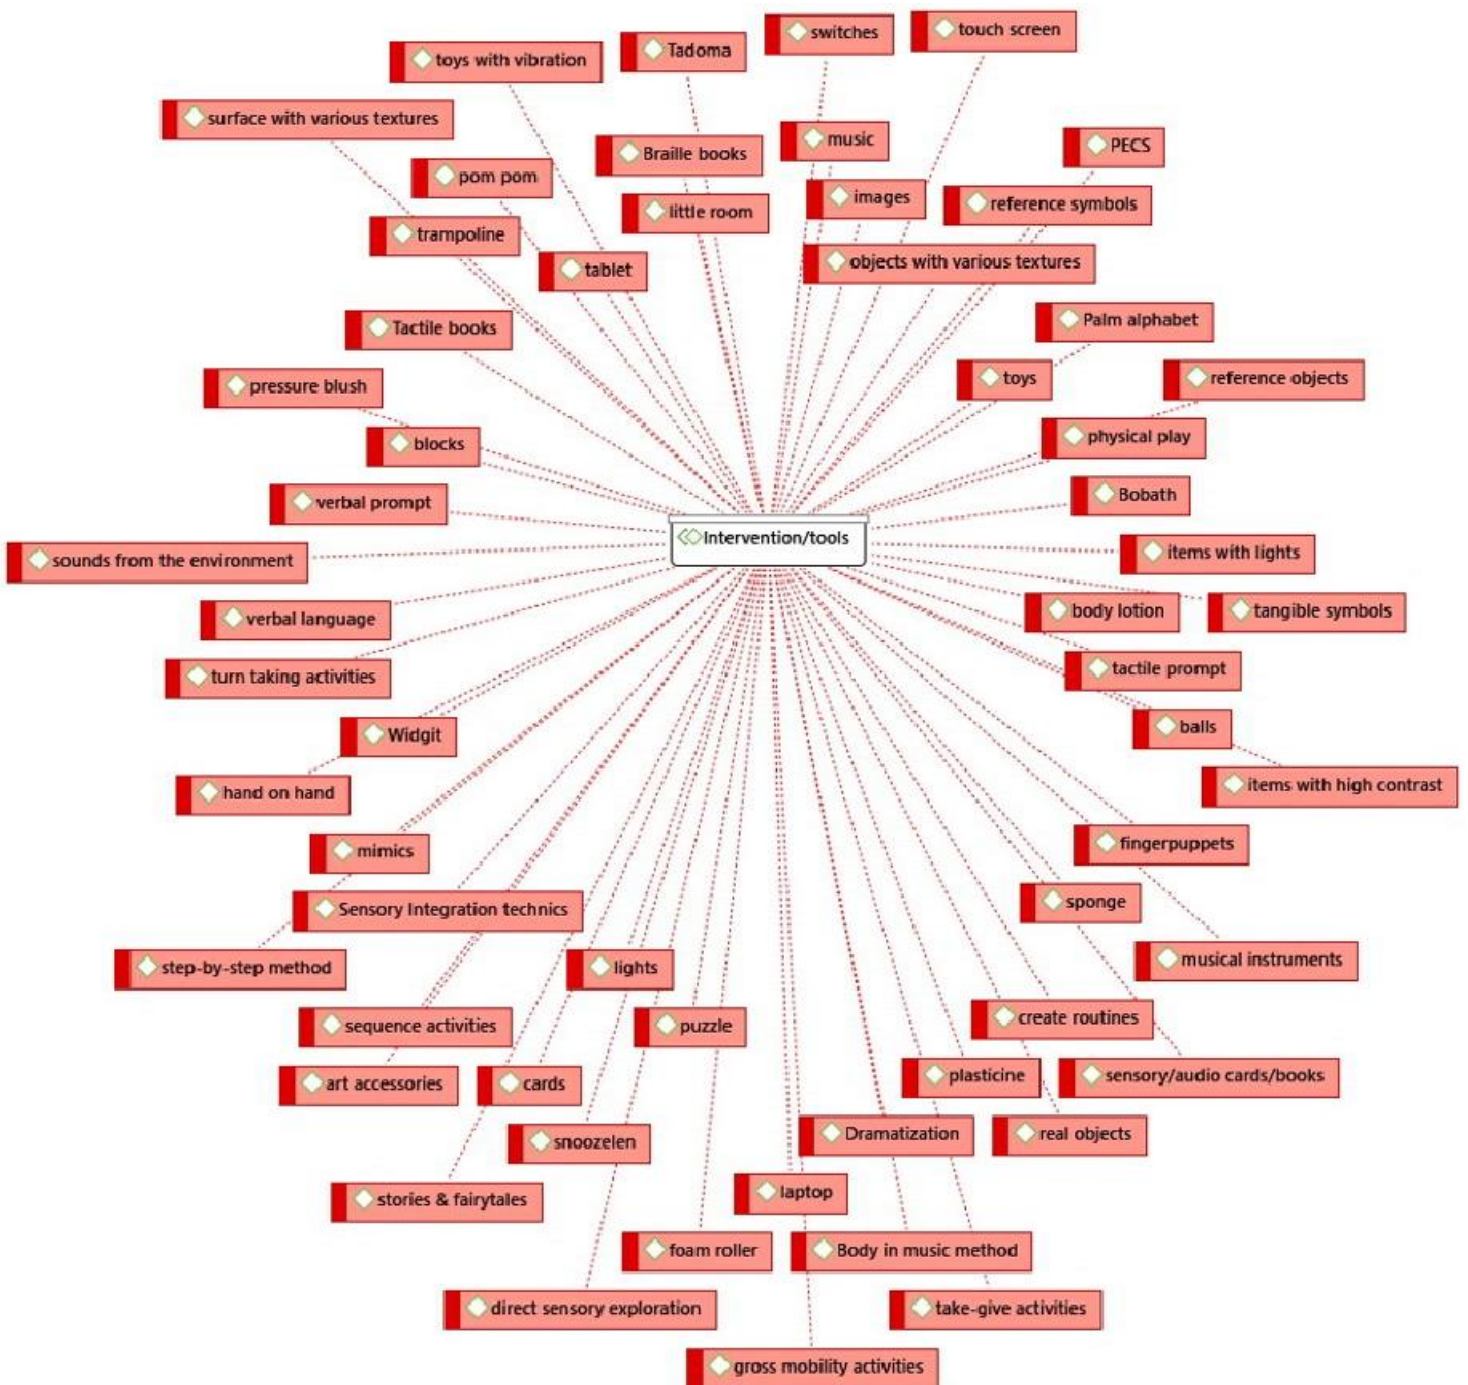 touch screen
switches
Tadoma
toys with vibration
surface with various textures
music
PECS
Braille books
pom pom
images
reference symbols
little room
trampoline
objects with various textures
tablet
Palm alphabet
Tactile books
toys
reference objects
pressure blush
physical play
blocks
Bobath
verbal prompt
Intervention/tools
items with lights
sounds from the environment
body lotion
tangible symbols
verbal language
tactile prompt
turn taking activities
balls
Widgit
items with high contrast
hand on hand
fingerpuppets
mimics
sponge
Sensory Integration technics
musical instruments
step-by-step method
lights
create routines
sequence activities
puzzle
plasticine
sensory/audio cards/books
art accessories
cards
Dramatization
real objects
snoozelen
laptop
stories & fairytales
foam roller
Body in music method
direct sensory exploration
take-give activities
gross mobility activities